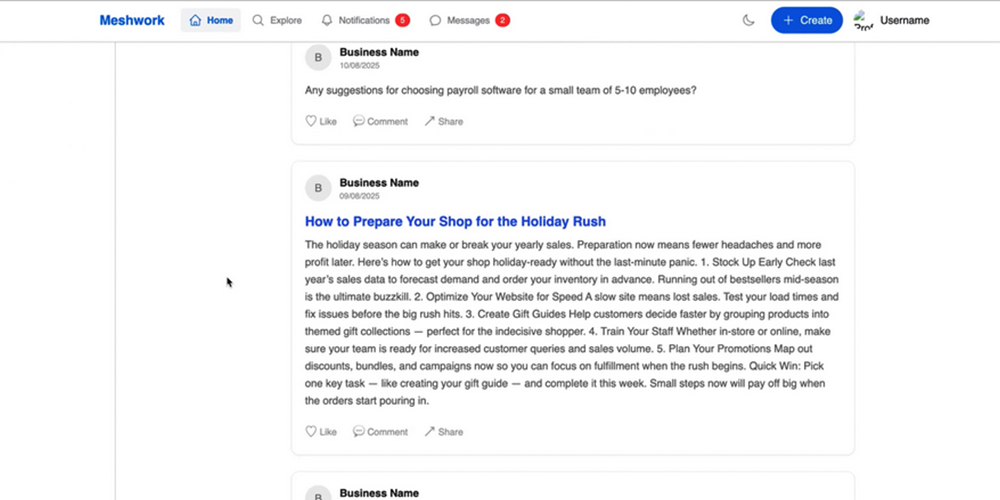 Meshwork Home Explore Notifications 5 Messages 2 + Create Username
B Business Name
10/08/2025
Any suggestions for choosing payroll software for a small team of 5-10 employees?
Like Comment Share
B Business Name
09/08/2025
How to Prepare Your Shop for the Holiday Rush
The holiday season can make or break your yearly sales. Preparation now means fewer headaches and more
profit later. Here's how to get your shop holiday-ready without the last-minute panic. 1. Stock Up Early Check last
year's sales data to forecast demand and order your inventory in advance. Running out of bestsellers mid-season
is the ultimate buzzkill. 2. Optimize Your Website for Speed A slow site means lost sales. Test your load times and
fix issues before the big rush hits. 3. Create Gift Guides Help customers decide faster by grouping products into
themed gift collections — perfect for the indecisive shopper. 4. Train Your Staff Whether in-store or online, make
sure your team is ready for increased customer queries and sales volume. 5. Plan Your Promotions Map out
discounts, bundles, and campaigns now so you can focus on fulfillment when the rush begins. Quick Win: Pick
one key task — like creating your gift guide — and complete it this week. Small steps now will pay off big when
the orders start pouring in.
Like Comment Share
B Business Name